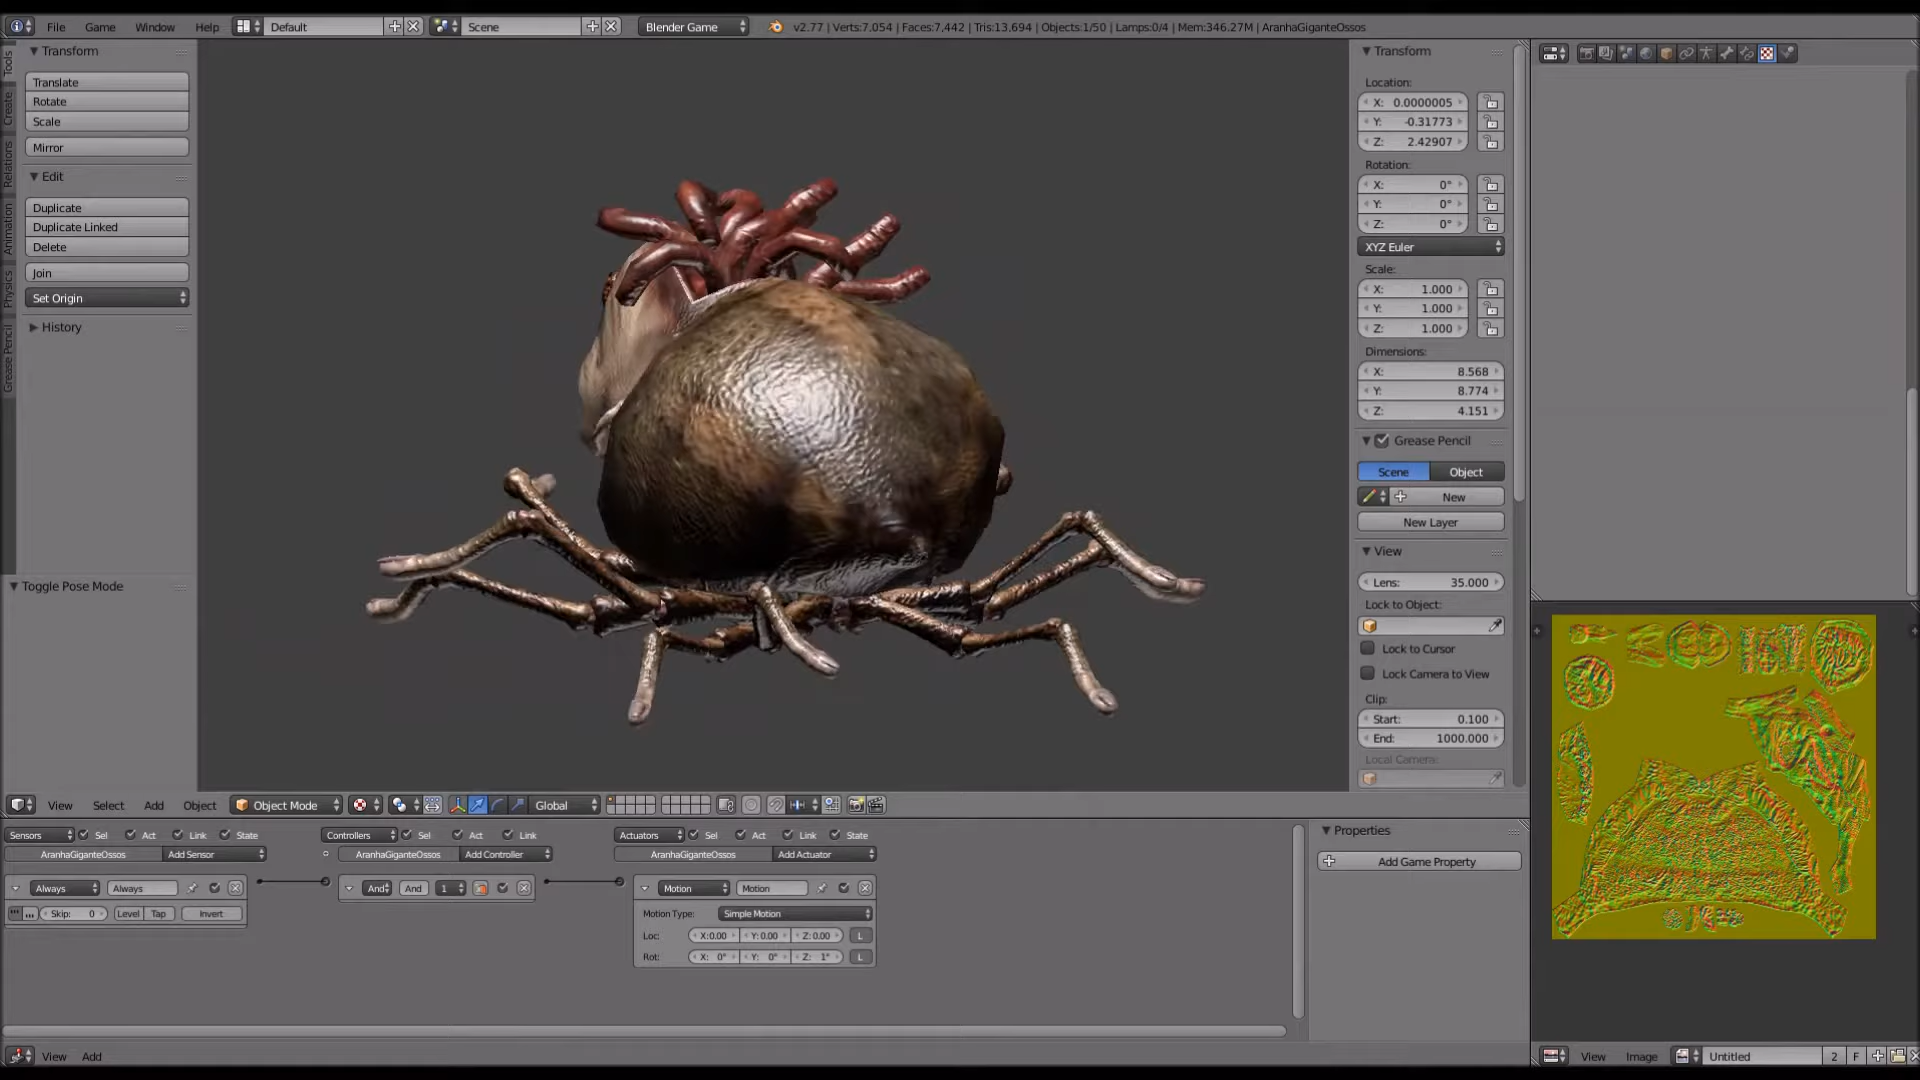 File Game Window Help Default Scene Blender Game v2.77 | Verts:7,054 | Faces:7,442 | Tris:13,694 | Objects:1/50 | Lamps:0/4 | Mem:346.27M | AranhaGiganteOssos
Tools
Create
Relations
Animation
Physics
Grease Pencil
Transform
Translate
Rotate
Scale
Mirror
Edit
Duplicate
Duplicate Linked
Delete
Join
Set Origin
History
Toggle Pose Mode
Transform
Location:
X: 0.0000005
Y: -0.31773
Z: 2.42907
Rotation:
X: 0°
Y: 0°
Z: 0°
XYZ Euler
Scale:
X: 1.000
Y: 1.000
Z: 1.000
Dimensions:
X: 8.568
Y: 8.774
Z: 4.151
Grease Pencil
Scene Object
New
New Layer
View
Lens: 35.000
Lock to Object:
Lock to Cursor
Lock Camera to View
Clip:
Start: 0.100
End: 1000.000
Local Camera:
View Select Add Object Object Mode Global
Sensors Sel Act Link State Controllers Sel Act Link Actuators Sel Act Link State
AranhaGiganteOssos Add Sensor AranhaGiganteOssos Add Controller AranhaGiganteOssos Add Actuator
Always Always And And 1 Motion Motion
Skip: 0 Level Tap Invert Motion Type: Simple Motion
Loc: X:0.00 Y: 0.00 Z: 0.00 L
Rot: X: 0° Y: 0° Z: 1° L
Properties
Add Game Property
View Add
View Image Untitled 2 F